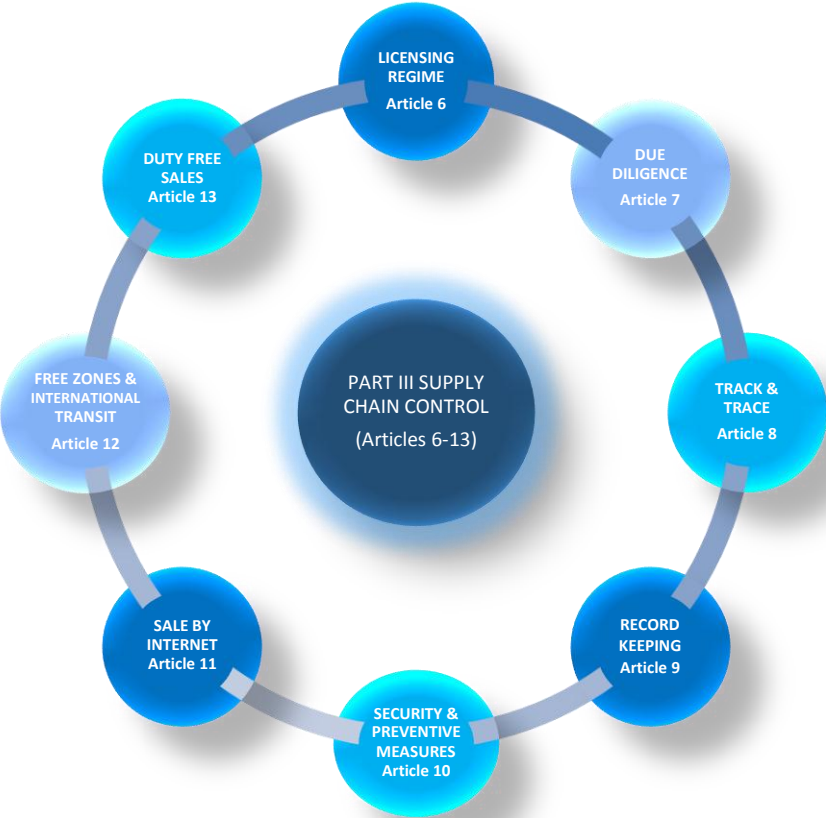 LICENSING
REGIME
Article 6
DUE
DILIGENCE
Article 7
TRACK &
TRACE
Article 8
RECORD
KEEPING
Article 9
SECURITY &
PREVENTIVE
MEASURES
Article 10
SALE BY
INTERNET
Article 11
FREE ZONES &
INTERNATIONAL
TRANSIT
Article 12
DUTY FREE
SALES
Article 13
PART III SUPPLY
CHAIN CONTROL
(Articles 6-13)